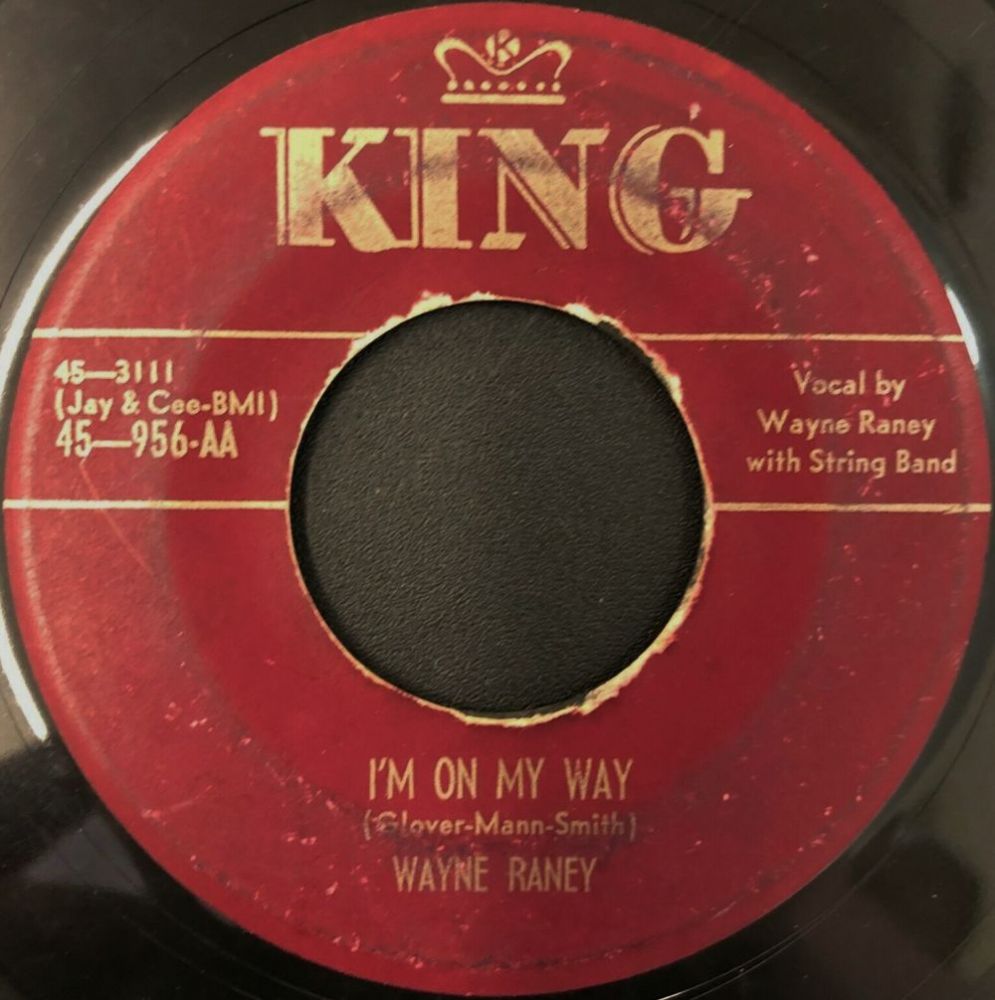 K
KING
45—3111
(Jay & Cee-BMI)
45—956-AA
Vocal by
Wayne Raney
with String Band
I'M ON MY WAY
(Glover-Mann-Smith)
WAYNE RANEY